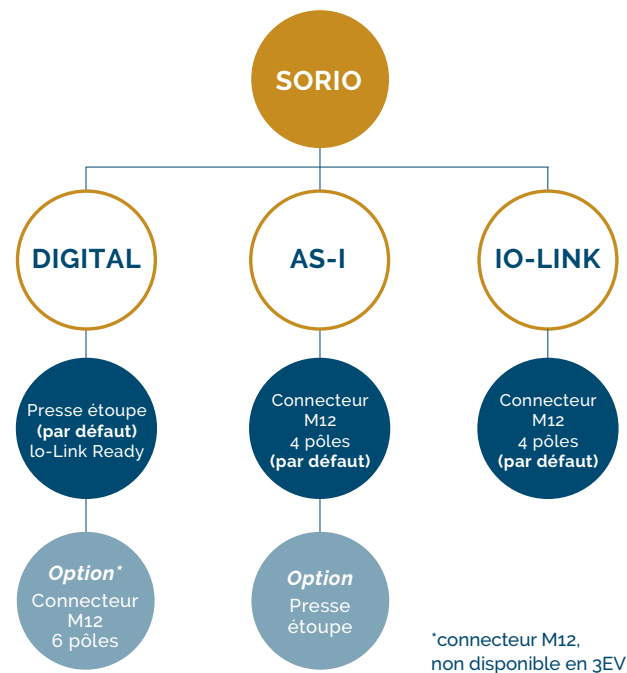 SORIO
DIGITAL
AS-I
IO-LINK
Presse étoupe
(par défaut)
lo-Link Ready
Connecteur
M12
4 pôles
(par défaut)
Connecteur
M12
4 pôles
(par défaut)
Option*
Connecteur
M12
6 pôles
Option
Presse
étoupe
*connecteur M12,
non disponible en 3EV